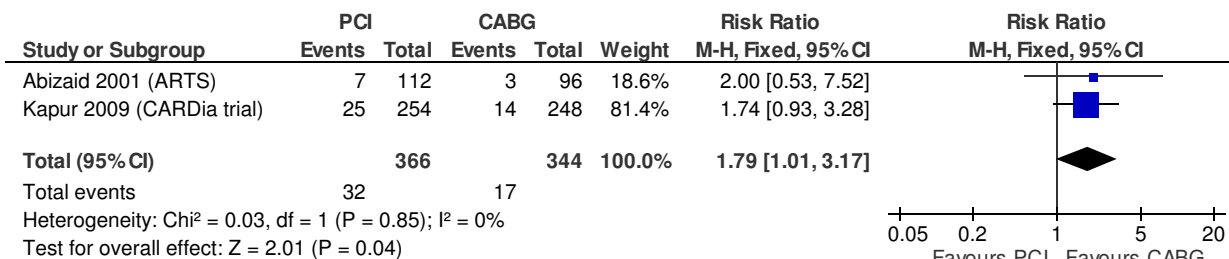 PCI CABG Risk Ratio Risk Ratio
Study or Subgroup Events Total Events Total Weight M-H, Fixed, 95% CI M-H, Fixed, 95% CI
Abizaid 2001 (ARTS) 7 112 3 96 18.6% 2.00 [0.53, 7.52]
Kapur 2009 (CARDia trial) 25 254 14 248 81.4% 1.74 [0.93, 3.28]
Total (95% CI) 366 344 100.0% 1.79 [1.01, 3.17]
Total events 32 17
Heterogeneity: Chi² = 0.03, df = 1 (P = 0.85); I² = 0%
Test for overall effect: Z = 2.01 (P = 0.04)
0.05 0.2 1 5 20
Favours PCI Favours CABG